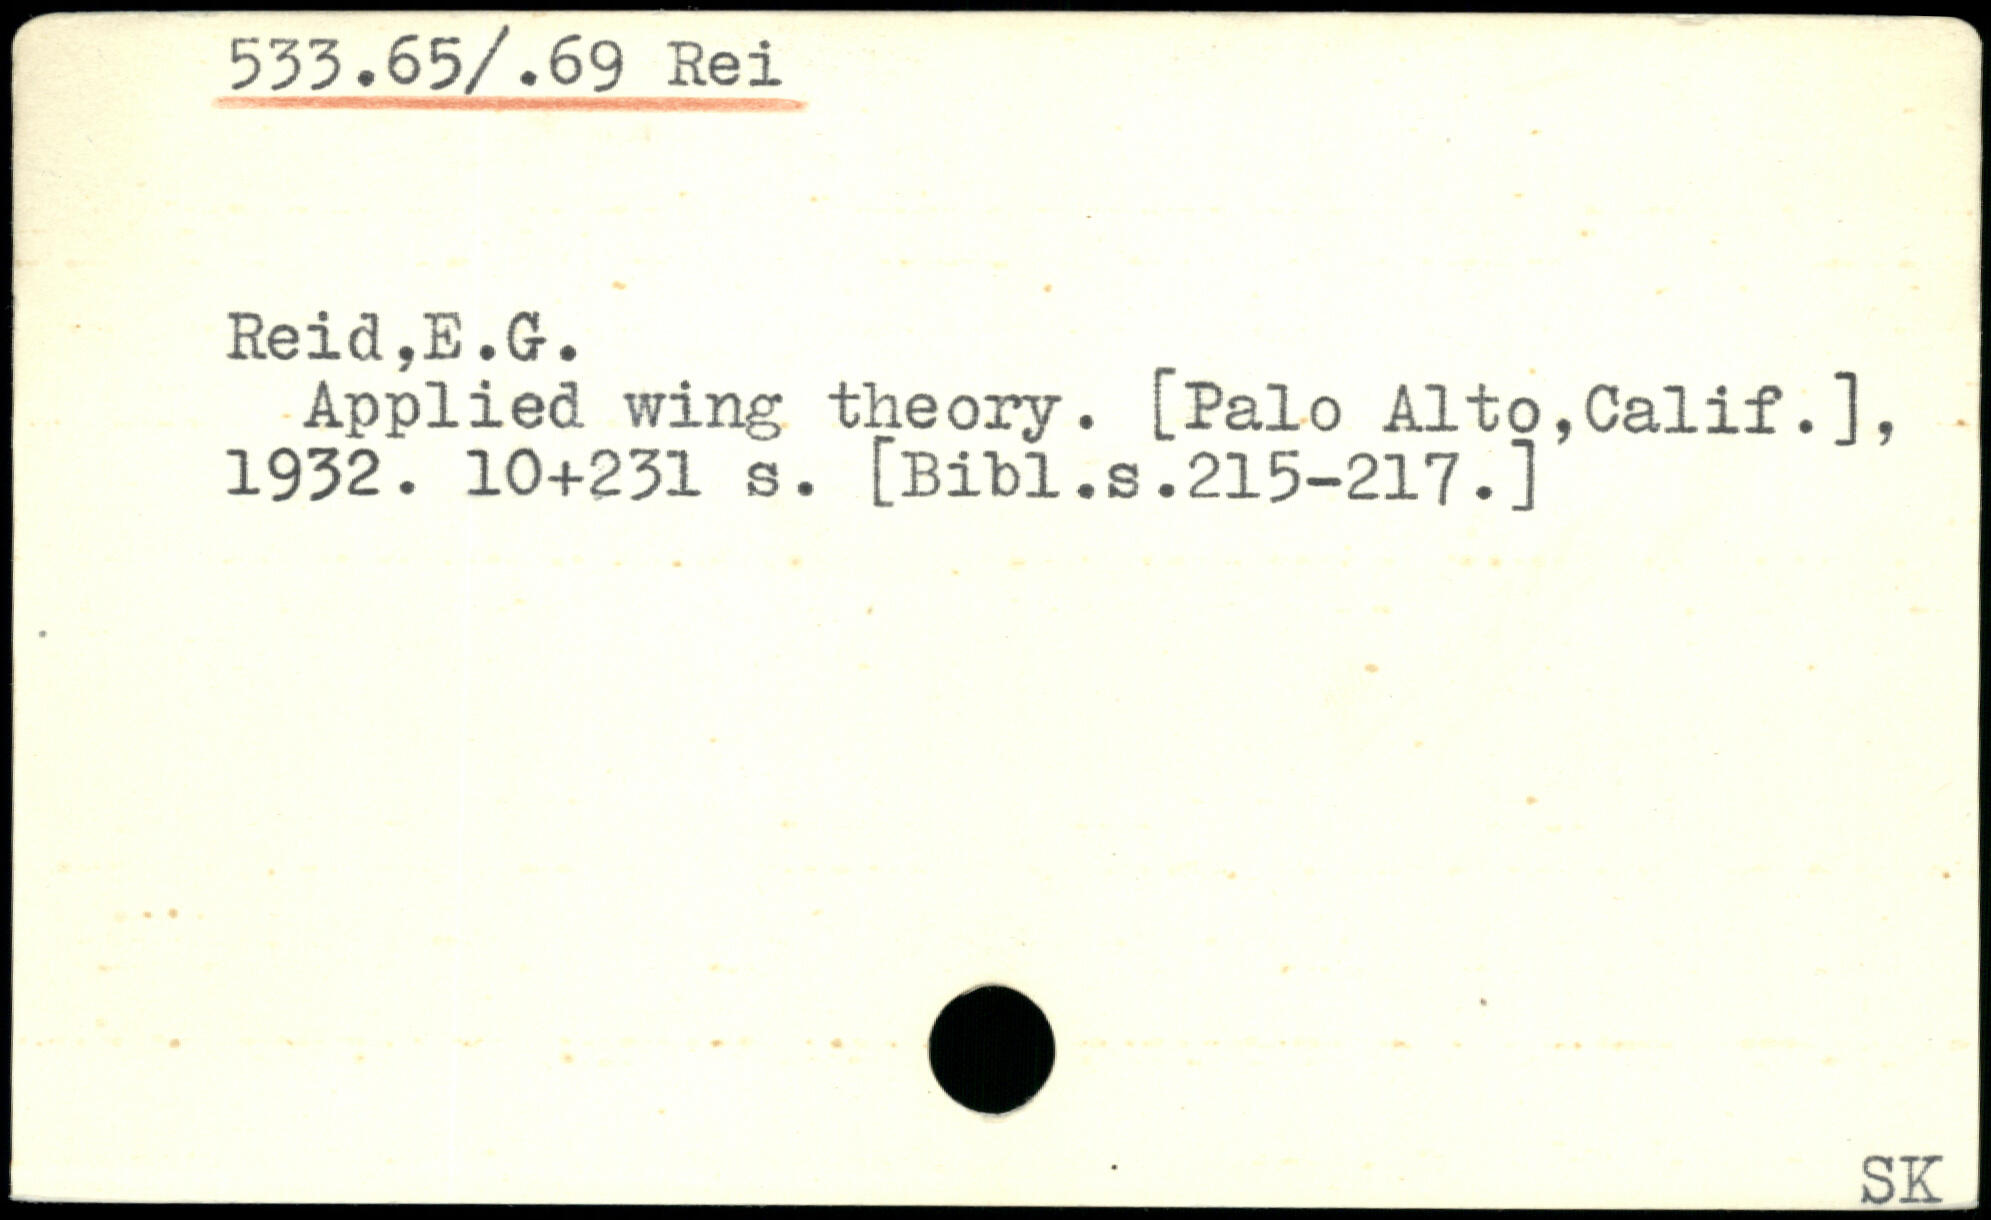 533.65/.69 Rei
Reid,E.G.
Applied wing theory. [Palo Alto,Calif.],
1932. 10+231 s. [Bibl.s.215-217.]
SK